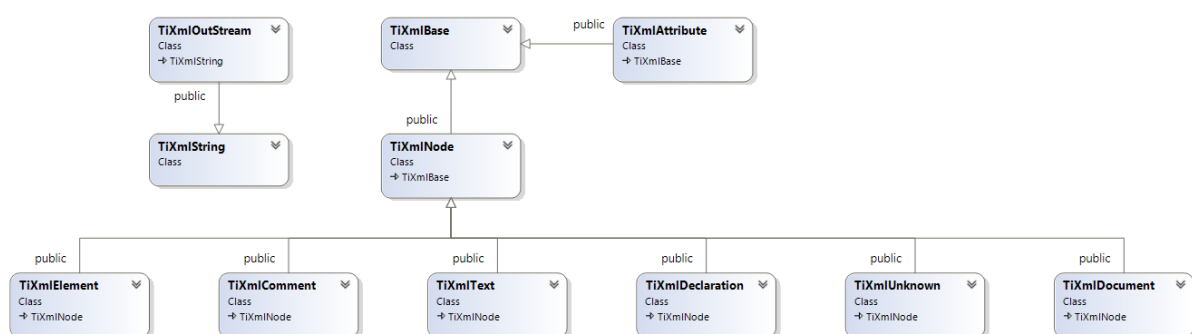 TiXmlOutStream
Class
TiXmlString
public
TiXmlString
Class
TiXmlBase
Class
public
TiXmlAttribute
Class
TiXmlBase
public
TiXmlNode
Class
TiXmlBase
public
TiXmlElement
Class
TiXmlNode
public
TiXmlComment
Class
TiXmlNode
public
TiXmlText
Class
TiXmlNode
public
TiXmlDeclaration
Class
TiXmlNode
public
TiXmlUnknown
Class
TiXmlNode
public
TiXmlDocument
Class
TiXmlNode